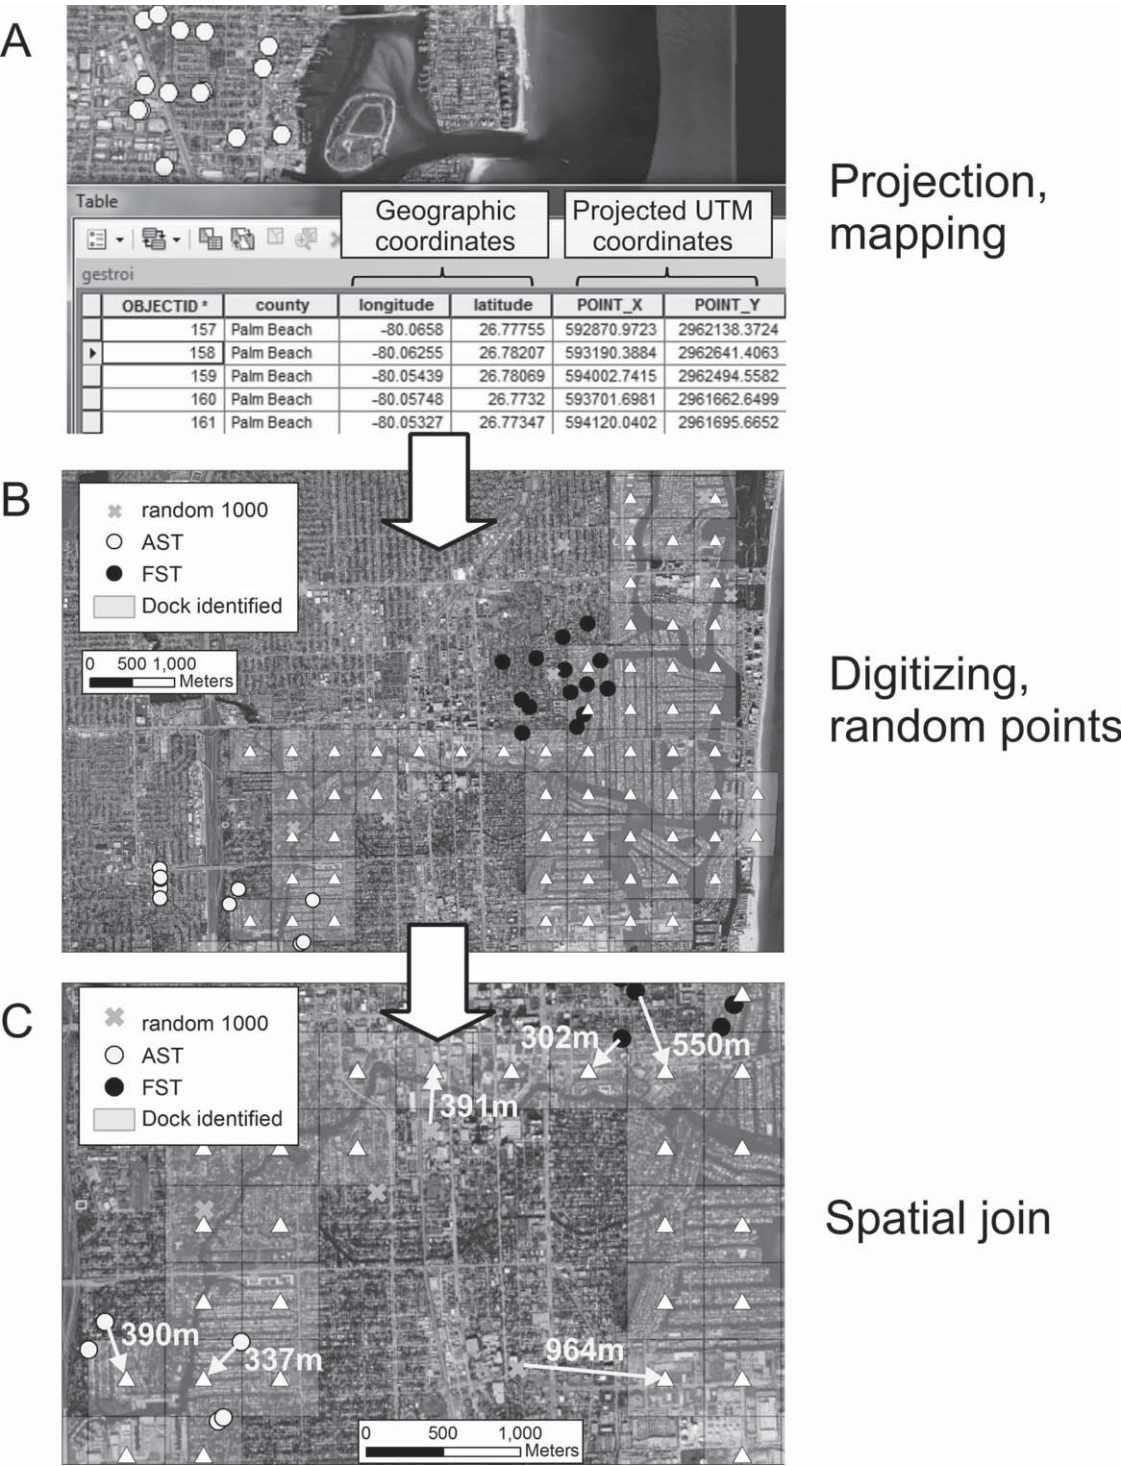 A
Projection,
mapping
Table
Geographic
coordinates
Projected UTM
coordinates
gestroi
OBJECTID * county longitude latitude POINT_X POINT_Y
157 Palm Beach -80.0658 26.77755 592870.9723 2962138.3724
158 Palm Beach -80.06255 26.78207 593190.3884 2962641.4063
159 Palm Beach -80.05439 26.78069 594002.7415 2962494.5582
160 Palm Beach -80.05748 26.7732 593701.6981 2961662.6499
161 Palm Beach -80.05327 26.77347 594120.0402 2961695.6652
B
random 1000
AST
FST
Dock identified
0 500 1,000
Meters
Digitizing,
random points
C
random 1000
AST
FST
Dock identified
302m
550m
391m
Spatial join
390m
337m
964m
0 500 1,000
Meters